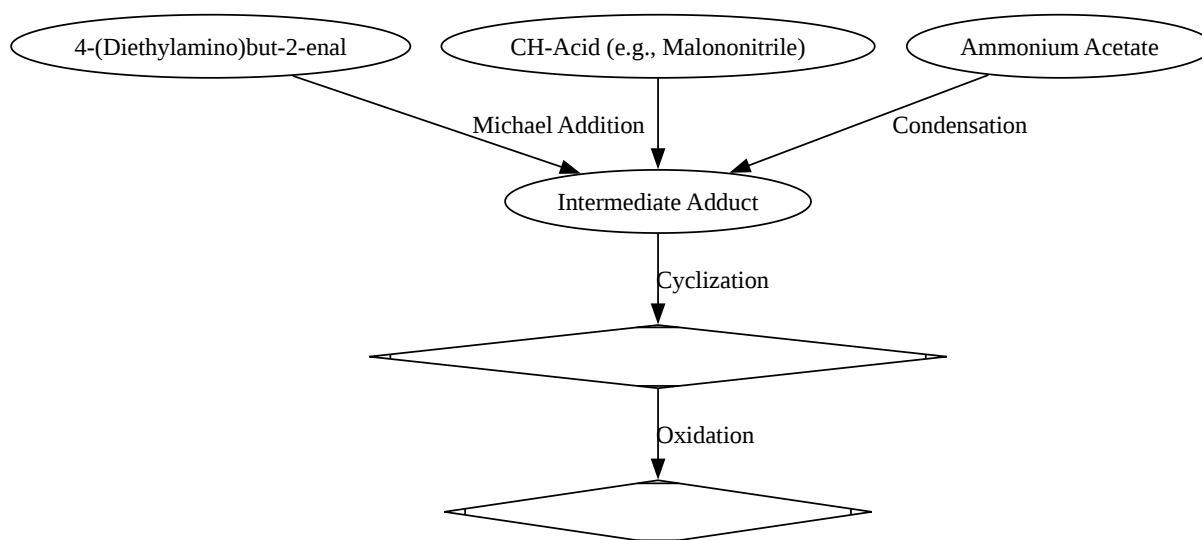 4-(Diethylamino)but-2-enal
CH-Acid (e.g., Malononitrile)
Ammonium Acetate
Michael Addition
Condensation
Intermediate Adduct
Cyclization
Oxidation